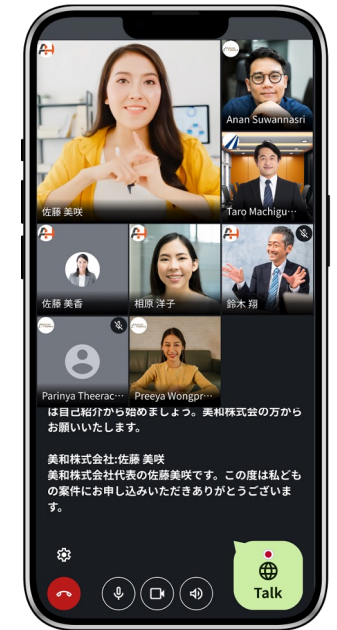 佐藤 美咲
Anan Suwannasri
Taro Machigu…
佐藤 美香
相原 洋子
鈴木 翔
Parinya Theerac…
Preeya Wongpr…
は自己紹介から始めましょう。美和株式会の方から
お願いいたします。
美和株式会社:佐藤 美咲
美和株式会社代表の佐藤美咲です。この度は私ども
の案件にお申し込みいただきありがとうございま
す。
Talk